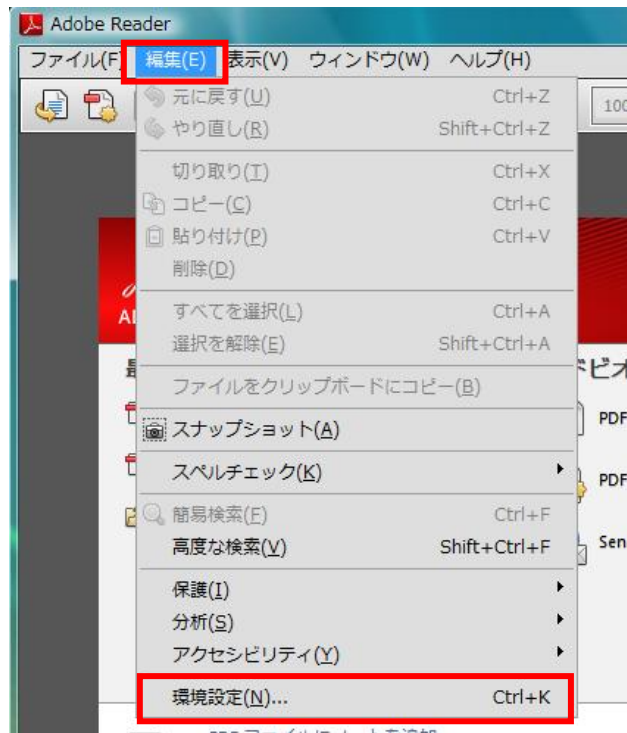 Adobe Reader
ファイル(F) 編集(E) 表示(V) ウィンドウ(W) ヘルプ(H)
元に戻す(U) Ctrl+Z
やり直し(R) Shift+Ctrl+Z
100
切り取り(T) Ctrl+X
コピー(C) Ctrl+C
貼り付け(P) Ctrl+V
削除(D)
すべてを選択(L) Ctrl+A
選択を解除(E) Shift+Ctrl+A
ファイルをクリップボードにコピー(B)
スナップショット(A)
PDF
スペルチェック(K)
PDF
簡易検索(F) Ctrl+F
高度な検索(V) Shift+Ctrl+F
Sen
保護(I)
分析(S)
アクセシビリティ(Y)
環境設定(N)... Ctrl+K